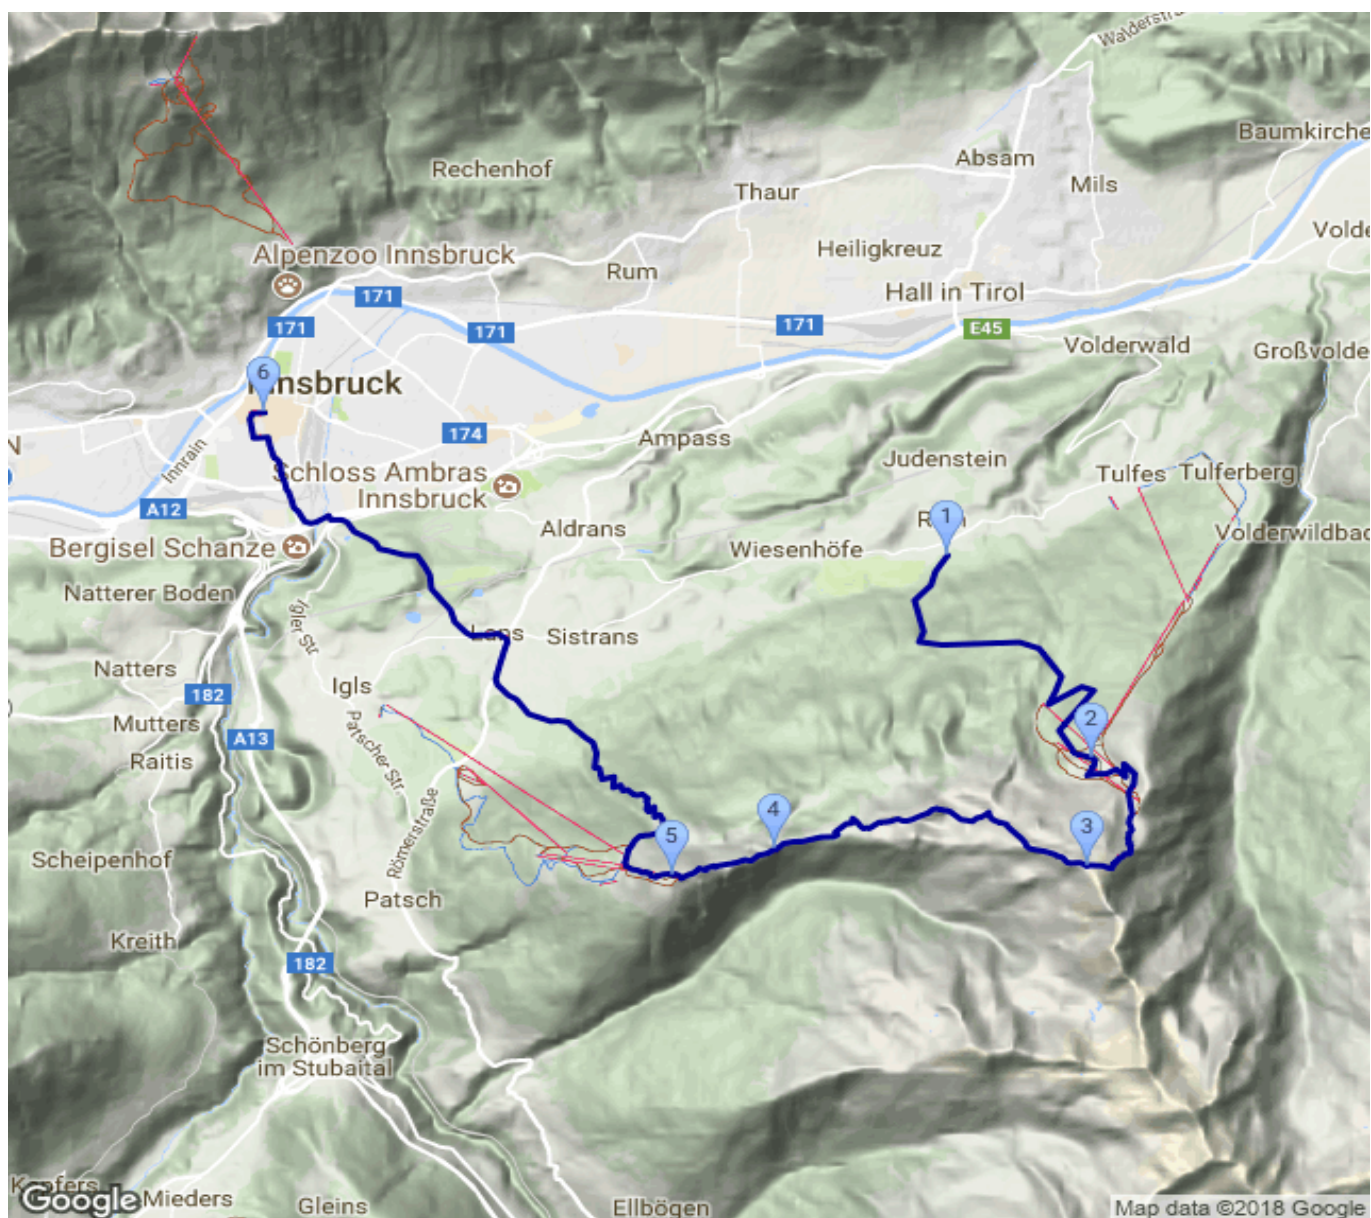 Walderstr
Baumkirche
Absam
Mils
Rechenhof
Thaur
Volde
Heiligkreuz
Alpenzoo Innsbruck
Rum
Hall in Tirol
171
171
171
171
E45
Volderwald
Großvolde
6
Innsbruck
174
Ampass
N
Innrain
Judenstein
Schloss Ambras
Innsbruck
Tulfes
Tulferberg
A12
1
Aldrans
Volderwildbac
Bergisel Schanze
Wiesenhöfe
Natterer Boden
Igler Str.
Lans
Sistrans
Natters
Igls
182
Mutters
Patscher Str.
2
A13
Raitis
Römerstraße
4
3
5
Scheipenhof
Patsch
Kreith
182
Schönberg
im Stubaital
Mieders
Gleins
Ellbögen
Google
Map data ©2018 Google